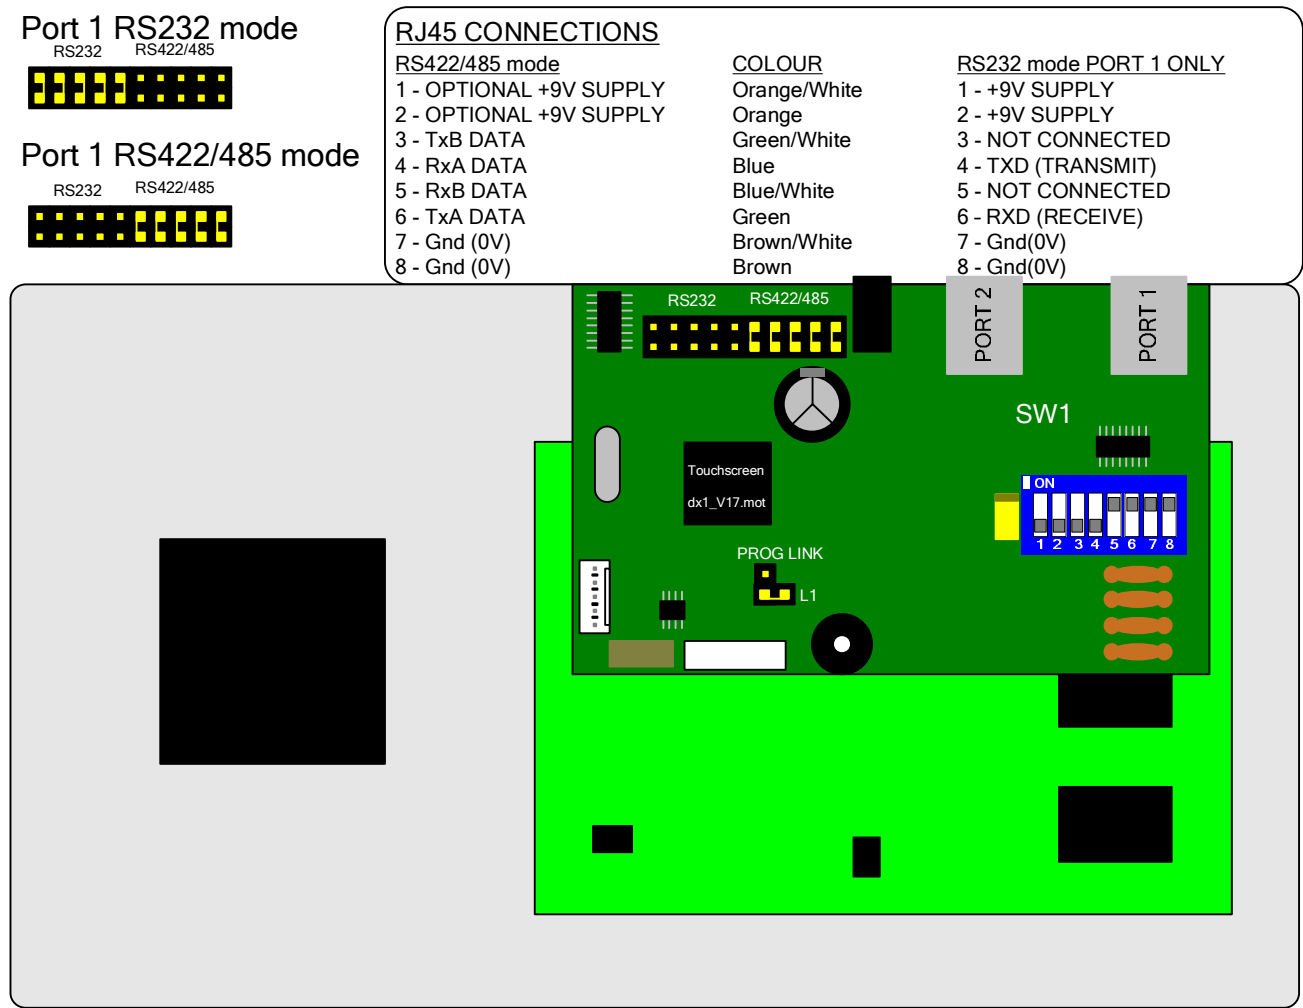 Port 1 RS232 mode
RS232 RS422/485
Port 1 RS422/485 mode
RS232 RS422/485
RJ45 CONNECTIONS
RS422/485 mode COLOUR RS232 mode PORT 1 ONLY
1 - OPTIONAL +9V SUPPLY Orange/White 1 - +9V SUPPLY
2 - OPTIONAL +9V SUPPLY Orange 2 - +9V SUPPLY
3 - TxB DATA Green/White 3 - NOT CONNECTED
4 - RxA DATA Blue 4 - TXD (TRANSMIT)
5 - RxB DATA Blue/White 5 - NOT CONNECTED
6 - TxA DATA Green 6 - RXD (RECEIVE)
7 - Gnd (0V) Brown/White 7 - Gnd(0V)
8 - Gnd (0V) Brown 8 - Gnd(0V)
RS232 RS422/485
PORT 2
PORT 1
SW1
Touchscreen
dx1_V17.mot
ON
1 2 3 4 5 6 7 8
PROG LINK
L1